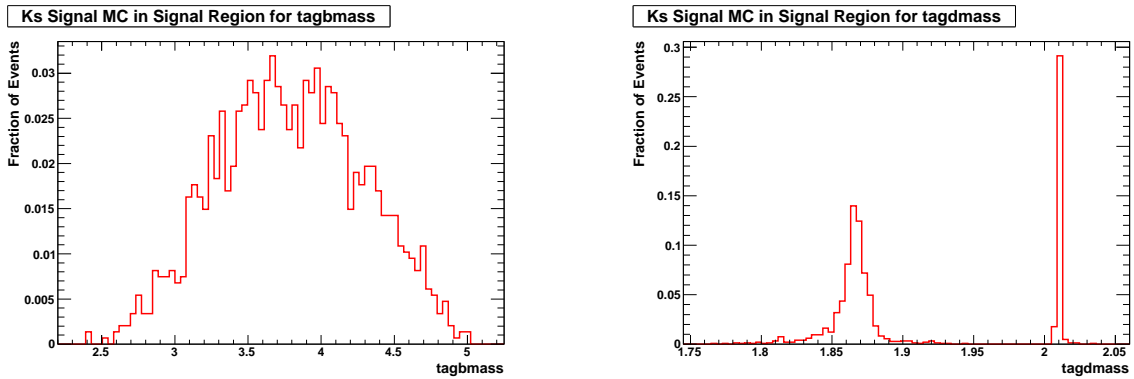 Ks Signal MC in Signal Region for tagbmass
Fraction of Events
0.03
0.025
0.02
0.015
0.01
0.005
0
2.5 3 3.5 4 4.5 5
tagbmass
Ks Signal MC in Signal Region for tagdmass
Fraction of Events
0.3
0.25
0.2
0.15
0.1
0.05
0
1.75 1.8 1.85 1.9 1.95 2 2.05
tagdmass